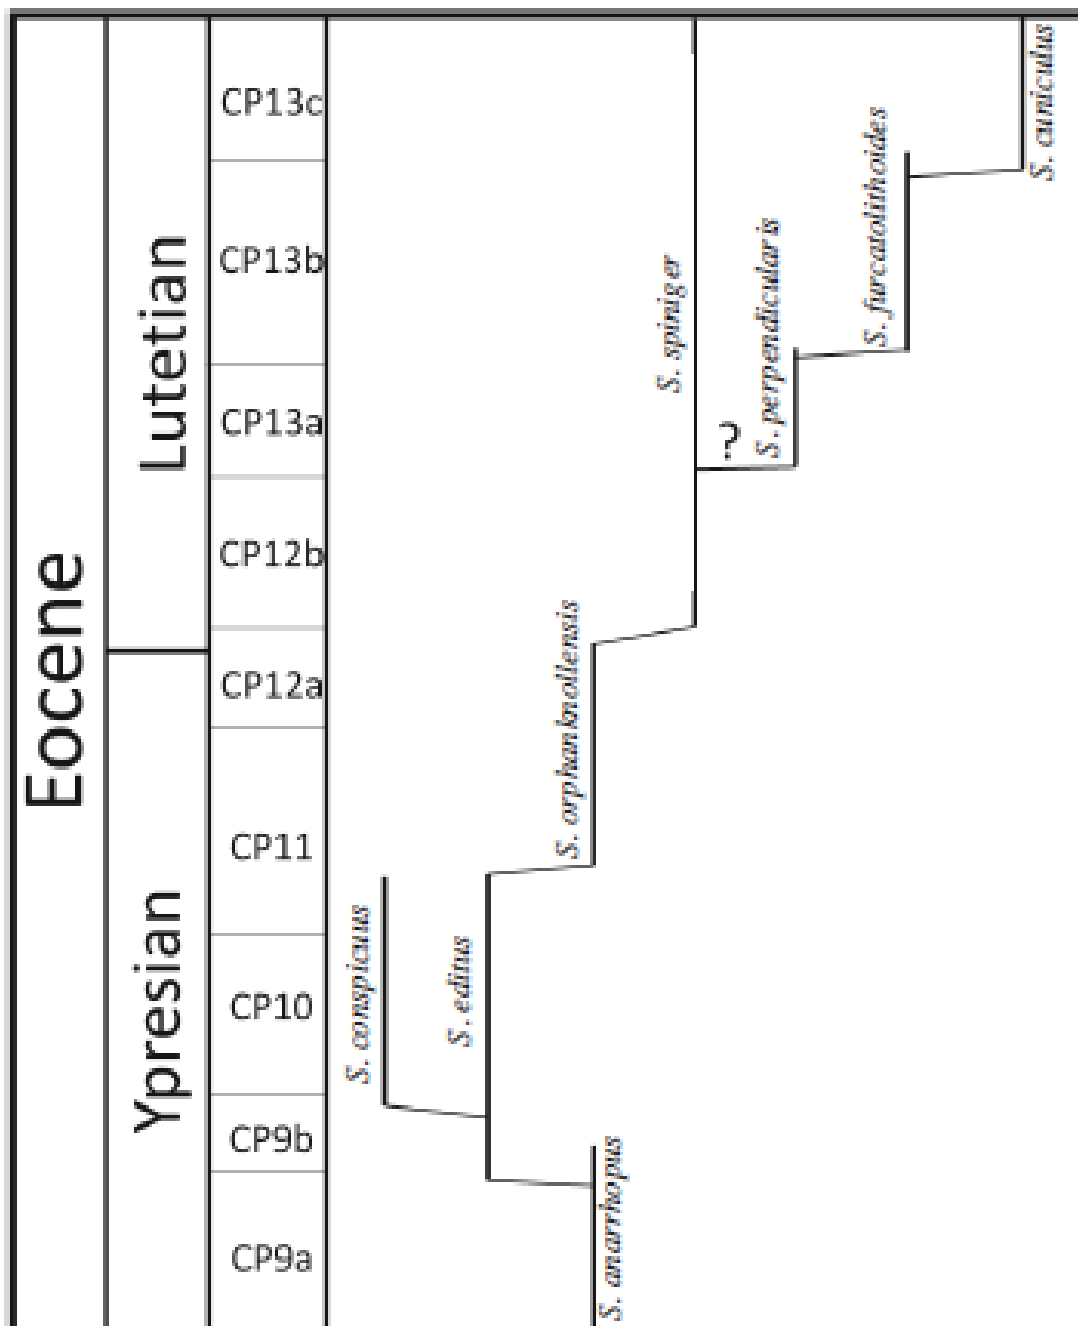 Eocene
Lutetian
Ypresian
CP13c
CP13b
CP13a
CP12b
CP12a
CP11
CP10
CP9b
CP9a
S. conspicuus
S. editus
S. anarrhopus
S. orphanknollensis
S. spiniger
?
S. perpendicularis
S. furcatolithoides
S. cuniculus